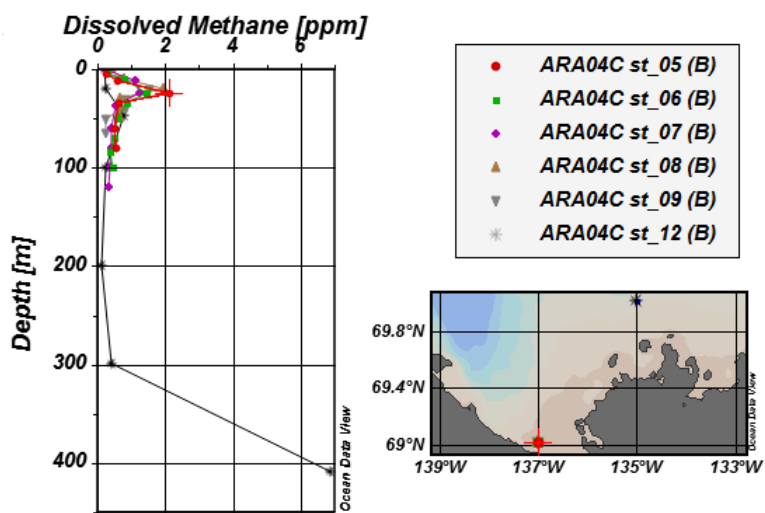 Dissolved Methane [ppm]
0 2 4 6
0
100
200
300
400
Depth [m]
Ocean Data View
ARA04C st_05 (B)
ARA04C st_06 (B)
ARA04C st_07 (B)
ARA04C st_08 (B)
ARA04C st_09 (B)
ARA04C st_12 (B)
69.8°N
69.4°N
69°N
139°W 137°W 135°W 133°W
Ocean Data View